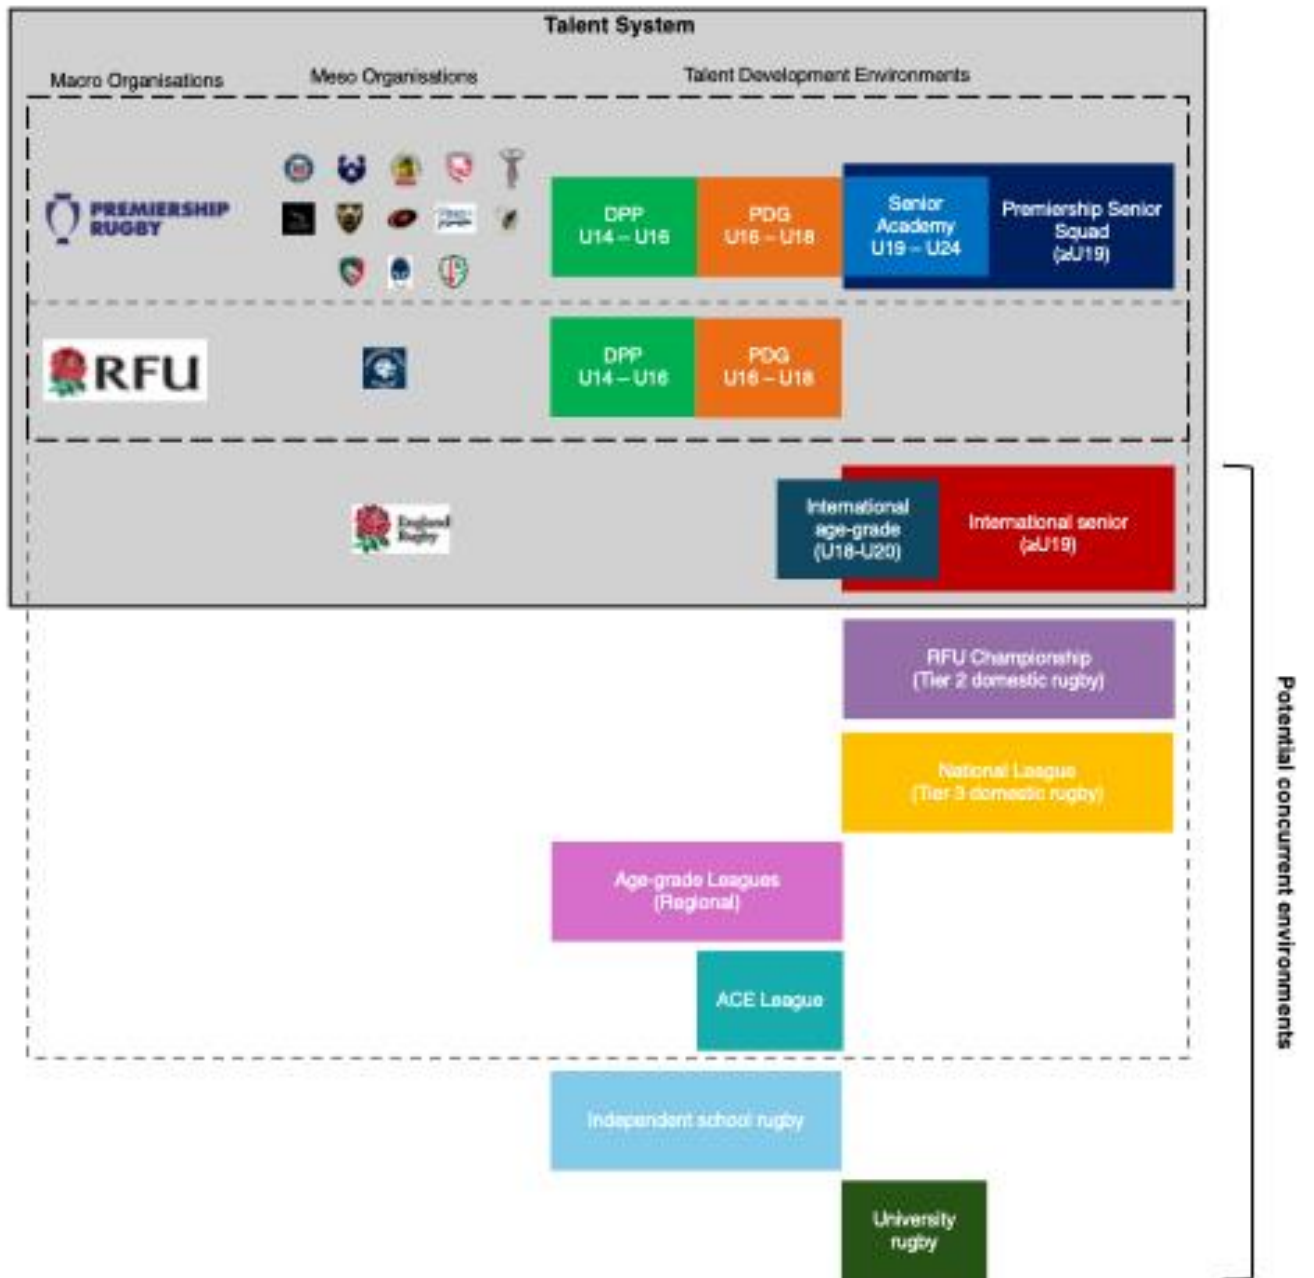 Talent System
Macro Organisations
Meso Organisations
Talent Development Environments
PREMIERSHIP
RUGBY
DPP
U14 – U16
PDG
U16 – U18
Senior
Academy
U19 – U24
Premiership Senior
Squad
(≥U19)
RFU
DPP
U14 – U16
PDG
U16 – U18
England
Rugby
International
age-grade
(U18-U20)
International senior
(≥U19)
RFU Championship
(Tier 2 domestic rugby)
National League
(Tier 3 domestic rugby)
Age-grade Leagues
(Regional)
ACE League
Independent school rugby
University
rugby
Potential concurrent environments